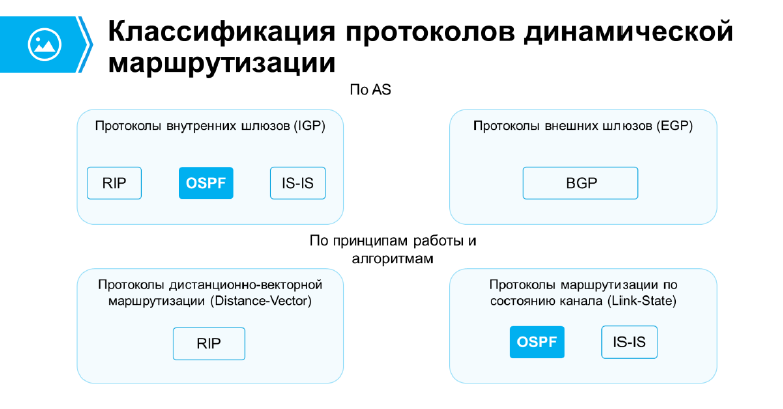 Классификация протоколов динамической
маршрутизации
По AS
Протоколы внутренних шлюзов (IGP)
RIP
OSPF
IS-IS
Протоколы внешних шлюзов (EGP)
BGP
По принципам работы и
алгоритмам
Протоколы дистанционно-векторной
маршрутизации (Distance-Vector)
RIP
Протоколы маршрутизации по
состоянию канала (Link-State)
OSPF
IS-IS